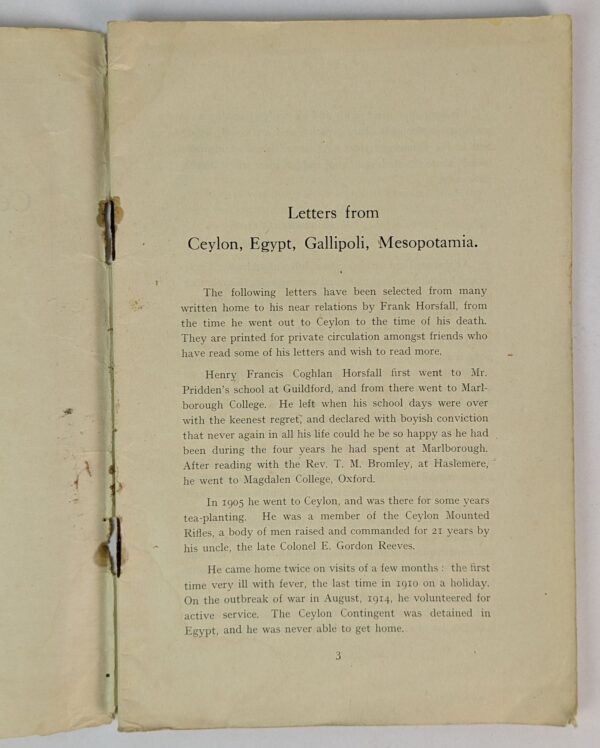 Letters from
Ceylon, Egypt, Gallipoli, Mesopotamia.
The following letters have been selected from many
written home to his near relations by Frank Horsfall, from
the time he went out to Ceylon to the time of his death.
They are printed for private circulation amongst friends who
have read some of his letters and wish to read more.
Henry Francis Coghlan Horsfall first went to Mr.
Pridden's school at Guildford, and from there went to Marl-
borough College. He left when his school days were over
with the keenest regret, and declared with boyish conviction
that never again in all his life could he be so happy as he had
been during the four years he had spent at Marlborough.
After reading with the Rev. T. M. Bromley, at Haslemere,
he went to Magdalen College, Oxford.
In 1905 he went to Ceylon, and was there for some years
tea-planting. He was a member of the Ceylon Mounted
Rifles, a body of men raised and commanded for 21 years by
his uncle, the late Colonel E. Gordon Reeves.
He came home twice on visits of a few months : the first
time very ill with fever, the last time in 1910 on a holiday.
On the outbreak of war in August, 1914, he volunteered for
active service. The Ceylon Contingent was detained in
Egypt, and he was never able to get home.
3